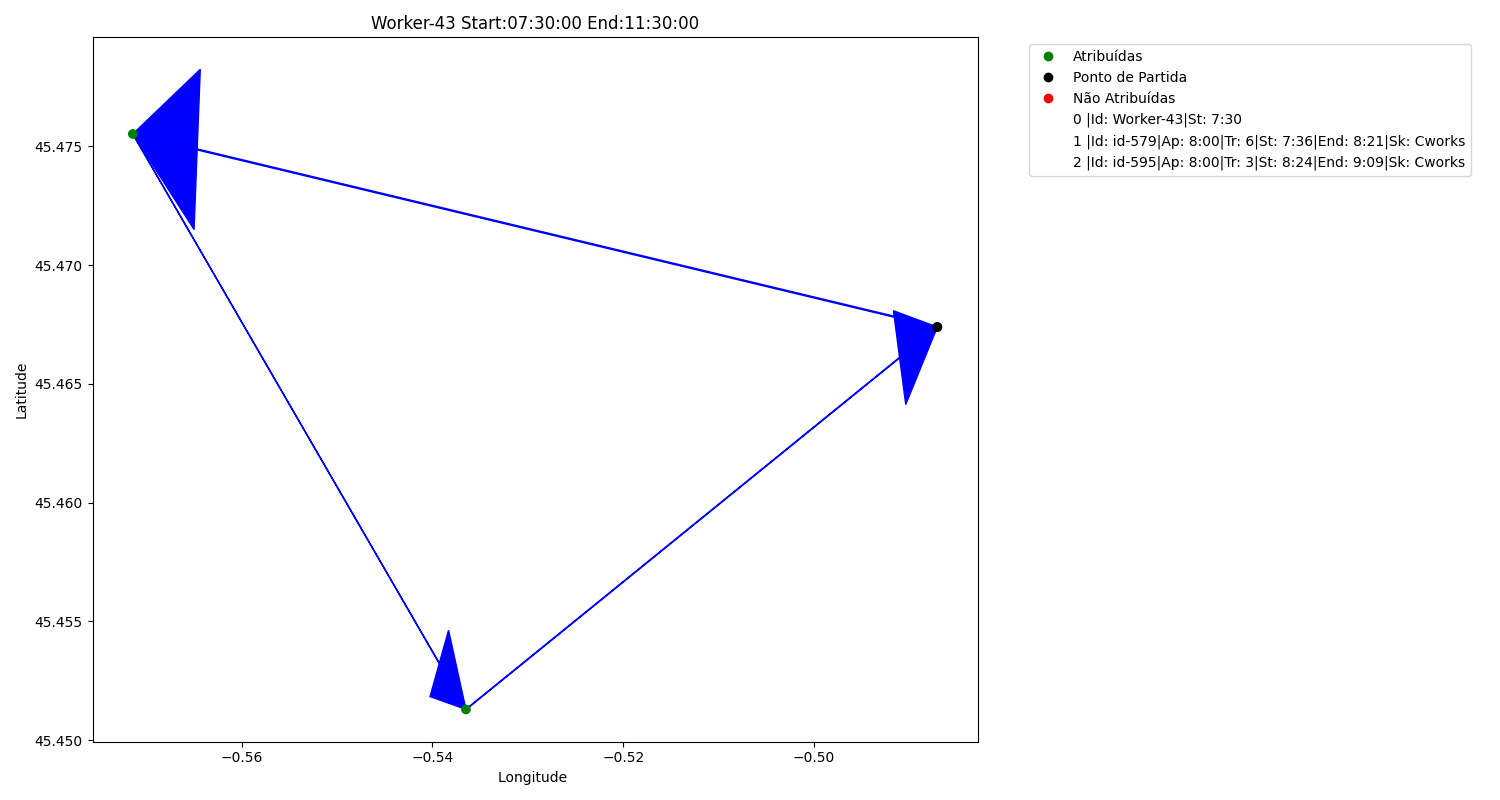 Worker-43 Start:07:30:00 End:11:30:00
Atribuídas
Ponto de Partida
Não Atribuídas
0 |Id: Worker-43|St: 7:30
1 |Id: id-579|Ap: 8:00|Tr: 6|St: 7:36|End: 8:21|Sk: Cworks
2 |Id: id-595|Ap: 8:00|Tr: 3|St: 8:24|End: 9:09|Sk: Cworks
45.475
45.470
45.465
45.460
45.455
45.450
Latitude
−0.56
−0.54
−0.52
−0.50
Longitude